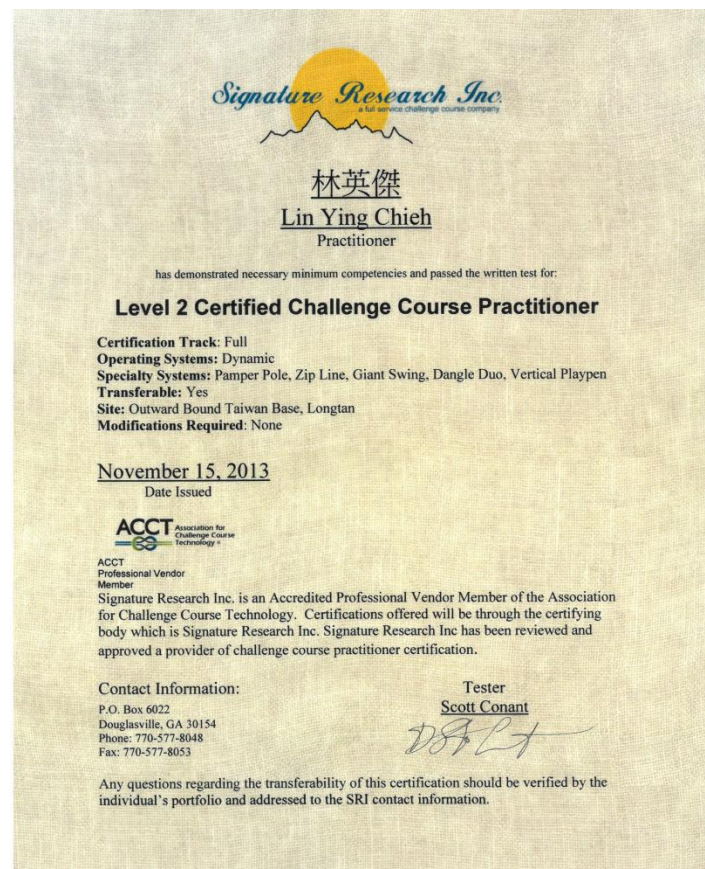 Signature Research Inc.
a full service challenge course company
林英傑
Lin Ying Chieh
Practitioner
has demonstrated necessary minimum competencies and passed the written test for:
Level 2 Certified Challenge Course Practitioner
Certification Track: Full
Operating Systems: Dynamic
Specialty Systems: Pamper Pole, Zip Line, Giant Swing, Dangle Duo, Vertical Playpen
Transferable: Yes
Site: Outward Bound Taiwan Base, Longtan
Modifications Required: None
November 15, 2013
Date Issued
ACCT Association for
Challenge Course
Technology
ACCT
Professional Vendor
Member
Signature Research Inc. is an Accredited Professional Vendor Member of the Association
for Challenge Course Technology. Certifications offered will be through the certifying
body which is Signature Research Inc. Signature Research Inc has been reviewed and
approved a provider of challenge course practitioner certification.
Contact Information:
P.O. Box 6022
Douglasville, GA 30154
Phone: 770-577-8048
Fax: 770-577-8053
Tester
Scott Conant
Any questions regarding the transferability of this certification should be verified by the
individual's portfolio and addressed to the SRI contact information.